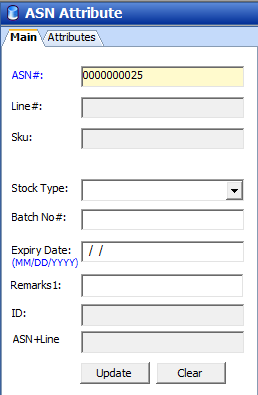 ASN Attribute
Main Attributes
ASN#: 0000000025
Line#:
Sku:
Stock Type:
Batch No#:
Expiry Date: / /
(MM/DD/YYYY)
Remarks1:
ID:
ASN+Line
Update Clear